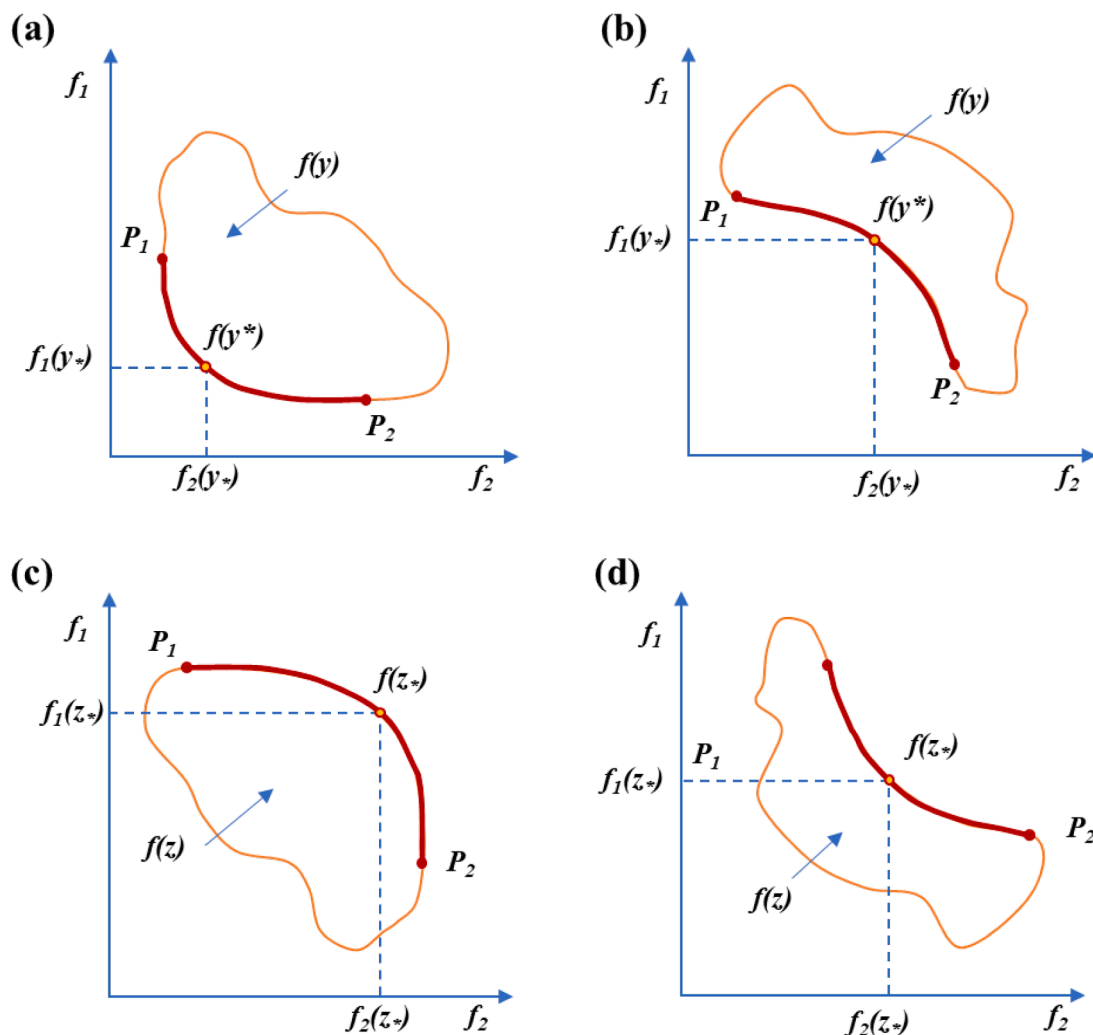 (a)
f₁
f(y)
P₁
f(y*)
f₁(y*)
P₂
f₂(y*)
f₂
(b)
f₁
f(y)
P₁
f(y*)
f₁(y*)
P₂
f₂(y*)
f₂
(c)
f₁
P₁
f(z*)
f₁(z*)
f(z)
P₂
f₂(z*)
f₂
(d)
f₁
f(z*)
P₁
f₁(z*)
P₂
f(z)
f₂(z*)
f₂